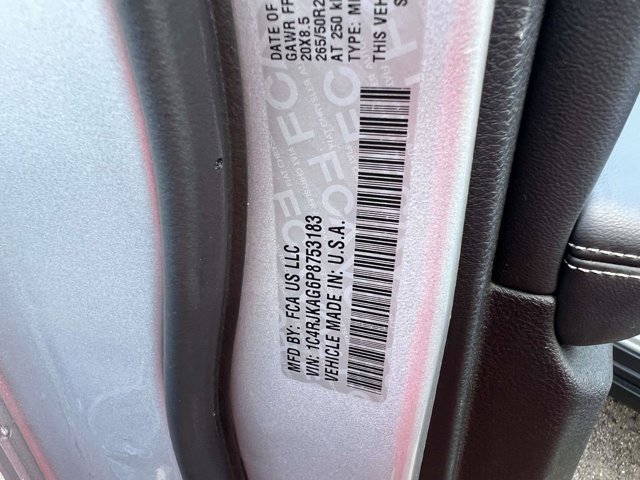 DATE OF
GAWR FR
20X8.5
265/50R2
AT 250 k
TYPE: M
THIS VEH
MFD BY: FCA US LLC
VIN: 1C4RJKAG6P8753183
VEHICLE MADE IN: U.S.A.